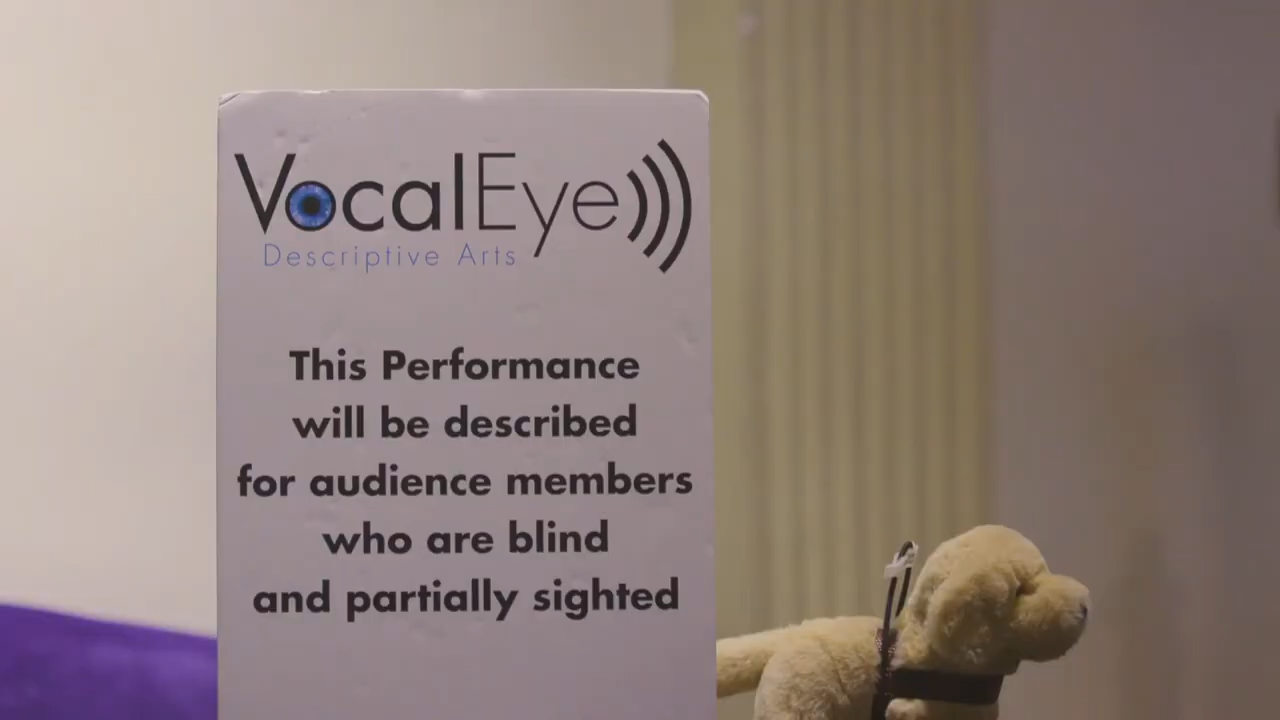 VocalEye
Descriptive Arts
This Performance
will be described
for audience members
who are blind
and partially sighted